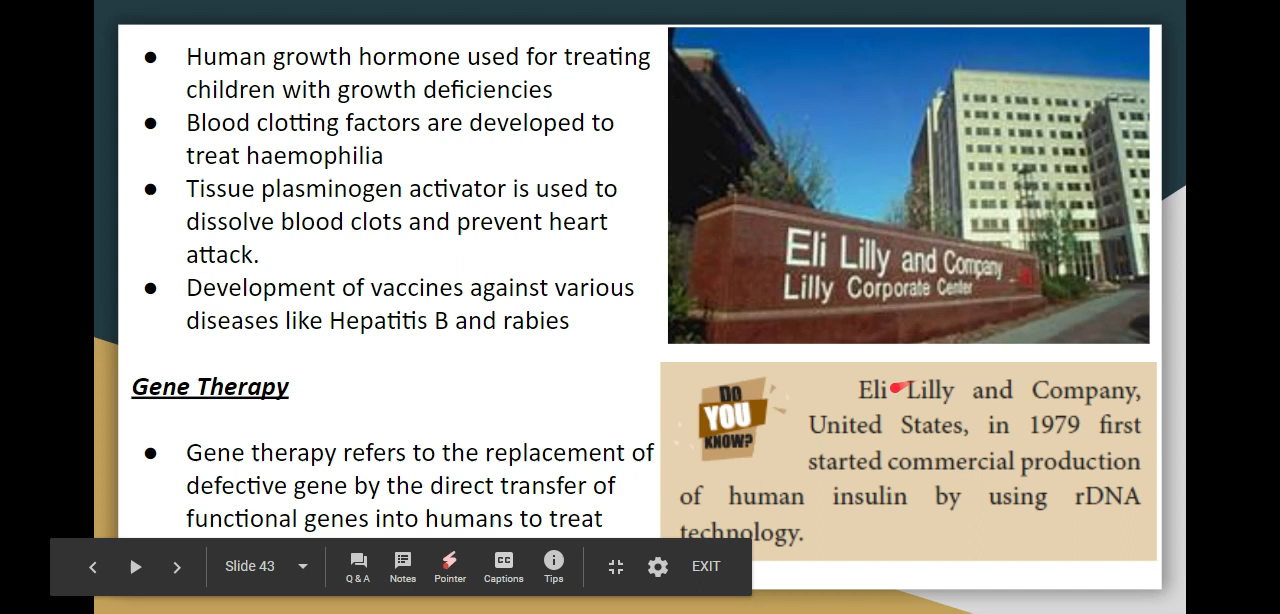 ● Human growth hormone used for treating
children with growth deficiencies
● Blood clotting factors are developed to
treat haemophilia
● Tissue plasminogen activator is used to
dissolve blood clots and prevent heart
attack.
● Development of vaccines against various
diseases like Hepatitis B and rabies
Gene Therapy
● Gene therapy refers to the replacement of
defective gene by the direct transfer of
functional genes into humans to treat
Eli Lilly and Company
Lilly Corporate Center
DO
YOU
KNOW?
Eli Lilly and Company,
United States, in 1979 first
started commercial production
of human insulin by using rDNA
technology.
Slide 43
Q & A
Notes
Pointer
CC
Captions
Tips
EXIT